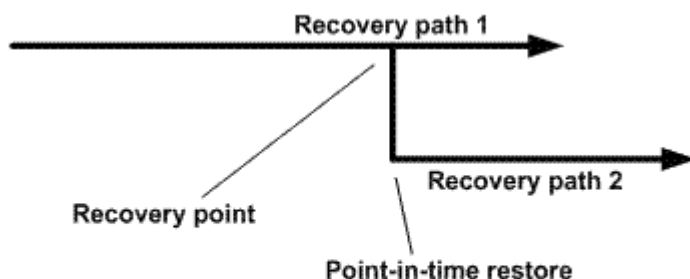 Recovery path 1
Recovery path 2
Recovery point
Point-in-time restore